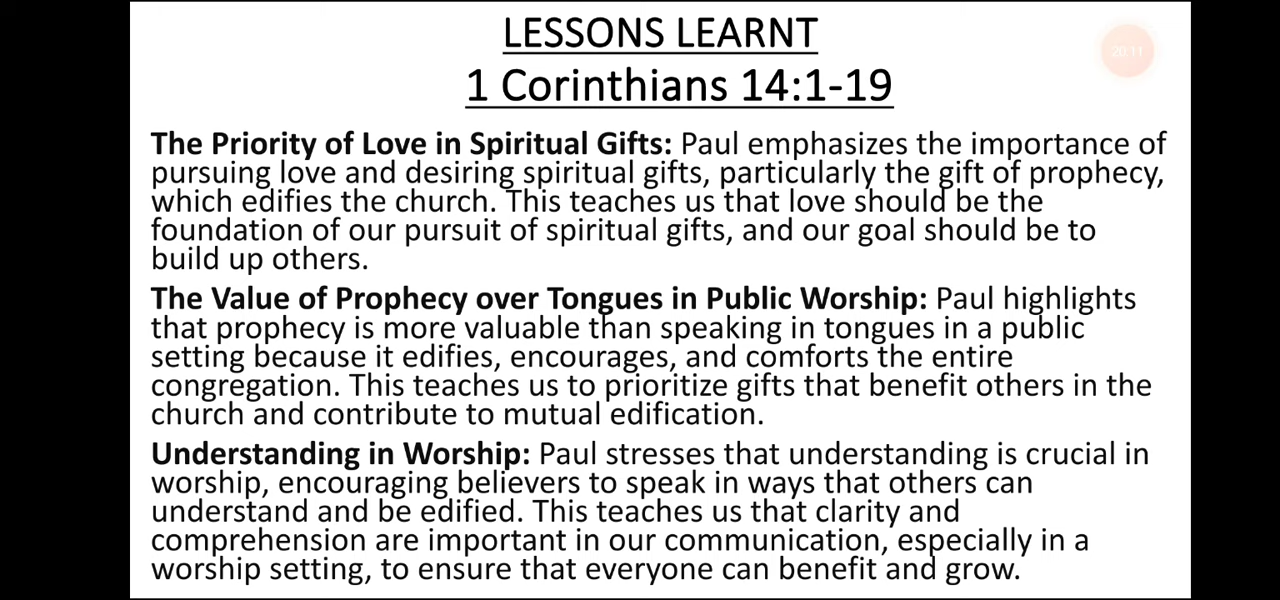 LESSONS LEARNT
20:11
1 Corinthians 14:1-19
The Priority of Love in Spiritual Gifts: Paul emphasizes the importance of
pursuing love and desiring spiritual gifts, particularly the gift of prophecy,
which edifies the church. This teaches us that love should be the
foundation of our pursuit of spiritual gifts, and our goal should be to
build up others.
The Value of Prophecy over Tongues in Public Worship: Paul highlights
that prophecy is more valuable than speaking in tongues in a public
setting because it edifies, encourages, and comforts the entire
congregation. This teaches us to prioritize gifts that benefit others in the
church and contribute to mutual edification.
Understanding in Worship: Paul stresses that understanding is crucial in
worship, encouraging believers to speak in ways that others can
understand and be edified. This teaches us that clarity and
comprehension are important in our communication, especially in a
worship setting, to ensure that everyone can benefit and grow.